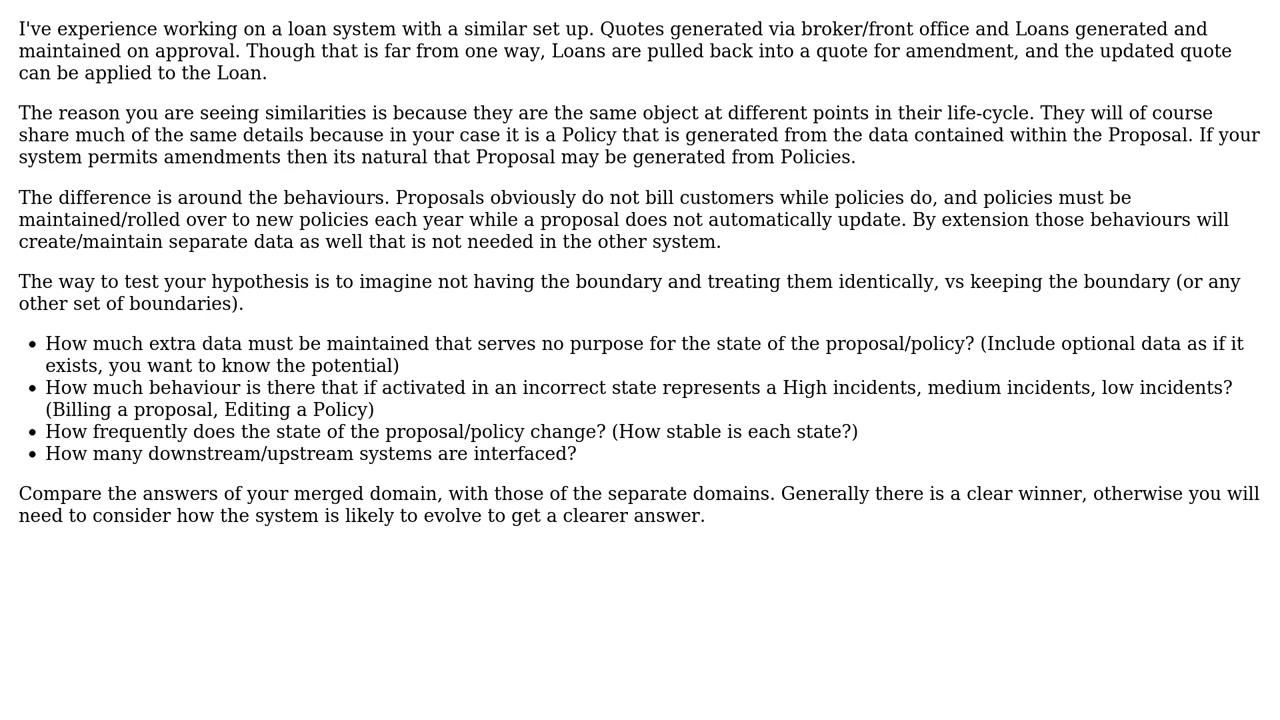 I've experience working on a loan system with a similar set up. Quotes generated via broker/front office and Loans generated and
maintained on approval. Though that is far from one way, Loans are pulled back into a quote for amendment, and the updated quote
can be applied to the Loan.
The reason you are seeing similarities is because they are the same object at different points in their life-cycle. They will of course
share much of the same details because in your case it is a Policy that is generated from the data contained within the Proposal. If your
system permits amendments then its natural that Proposal may be generated from Policies.
The difference is around the behaviours. Proposals obviously do not bill customers while policies do, and policies must be
maintained/rolled over to new policies each year while a proposal does not automatically update. By extension those behaviours will
create/maintain separate data as well that is not needed in the other system.
The way to test your hypothesis is to imagine not having the boundary and treating them identically, vs keeping the boundary (or any
other set of boundaries).
• How much extra data must be maintained that serves no purpose for the state of the proposal/policy? (Include optional data as if it
exists, you want to know the potential)
• How much behaviour is there that if activated in an incorrect state represents a High incidents, medium incidents, low incidents?
(Billing a proposal, Editing a Policy)
• How frequently does the state of the proposal/policy change? (How stable is each state?)
• How many downstream/upstream systems are interfaced?
Compare the answers of your merged domain, with those of the separate domains. Generally there is a clear winner, otherwise you will
need to consider how the system is likely to evolve to get a clearer answer.